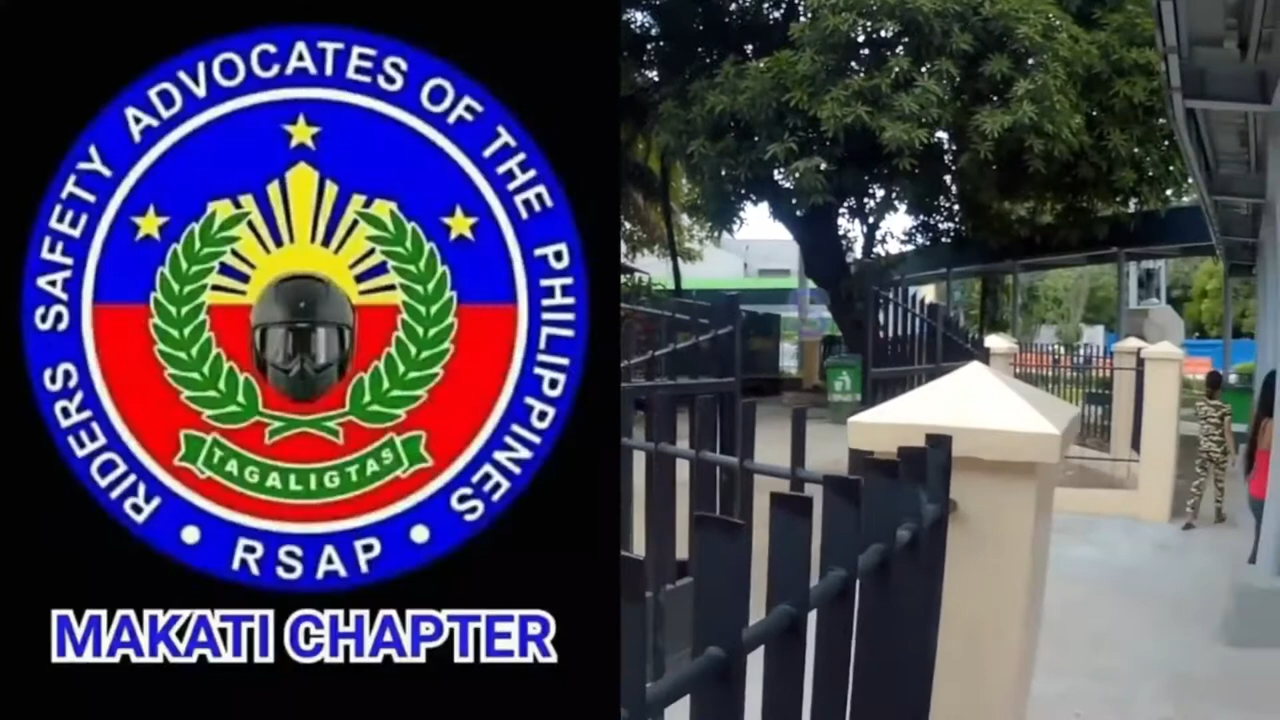 RIDERS SAFETY ADVOCATES OF THE PHILIPPINES
TAGALIGTAS
• RSAP •
MAKATI CHAPTER